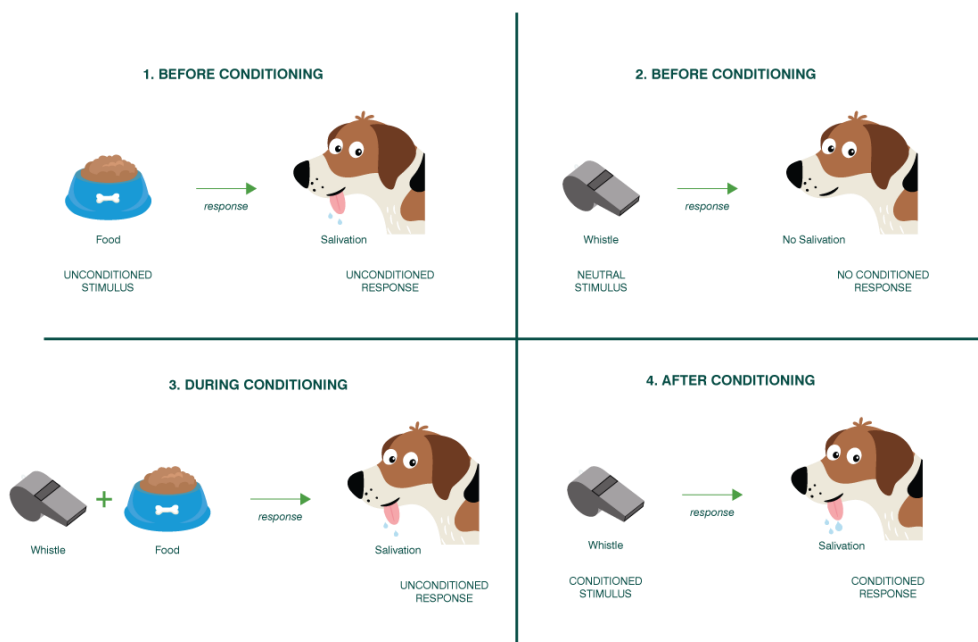 1. BEFORE CONDITIONING
response
Food
Salivation
UNCONDITIONED
STIMULUS
UNCONDITIONED
RESPONSE
2. BEFORE CONDITIONING
response
Whistle
No Salivation
NEUTRAL
STIMULUS
NO CONDITIONED
RESPONSE
3. DURING CONDITIONING
+
response
Whistle
Food
Salivation
UNCONDITIONED
RESPONSE
4. AFTER CONDITIONING
response
Whistle
Salivation
CONDITIONED
STIMULUS
CONDITIONED
RESPONSE